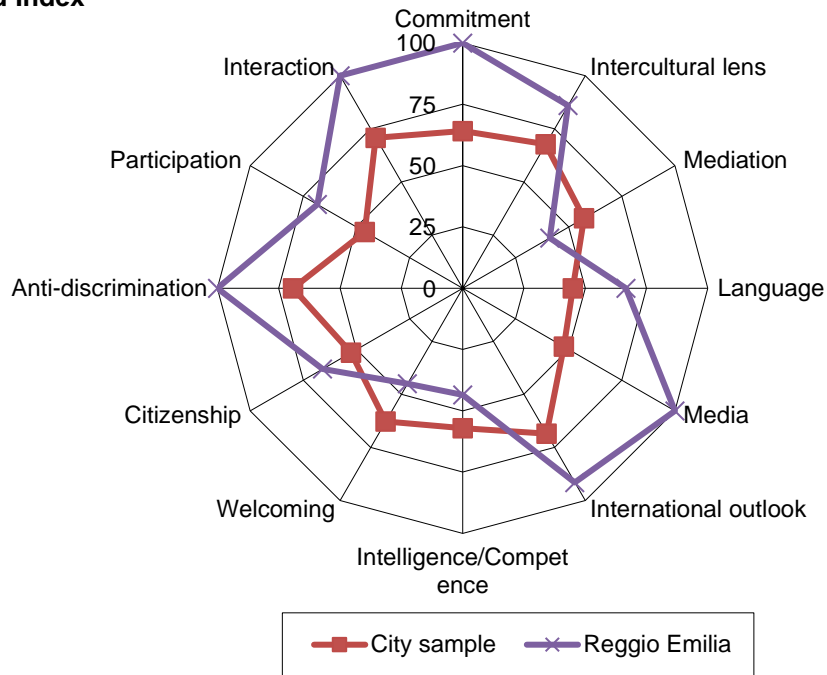 Index
Commitment
100
Interaction
Intercultural lens
75
Participation
Mediation
50
25
Anti-discrimination
0
Language
Citizenship
Media
Welcoming
International outlook
Intelligence/Compet
ence
City sample
Reggio Emilia